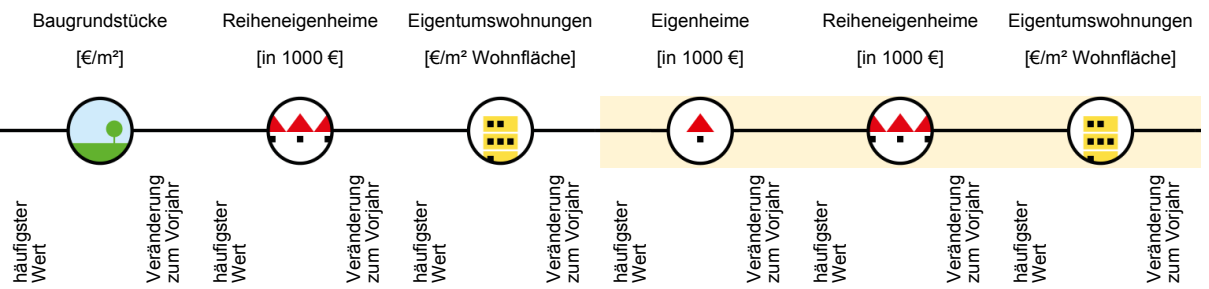 Baugrundstücke
[€/m²]
Reiheneigenheime
[in 1000 €]
Eigentumswohnungen
[€/m² Wohnfläche]
Eigenheime
[in 1000 €]
Reiheneigenheime
[in 1000 €]
Eigentumswohnungen
[€/m² Wohnfläche]
häufigster
Wert
Veränderung
zum Vorjahr
häufigster
Wert
Veränderung
zum Vorjahr
häufigster
Wert
Veränderung
zum Vorjahr
häufigster
Wert
Veränderung
zum Vorjahr
häufigster
Wert
Veränderung
zum Vorjahr
häufigster
Wert
Veränderung
zum Vorjahr